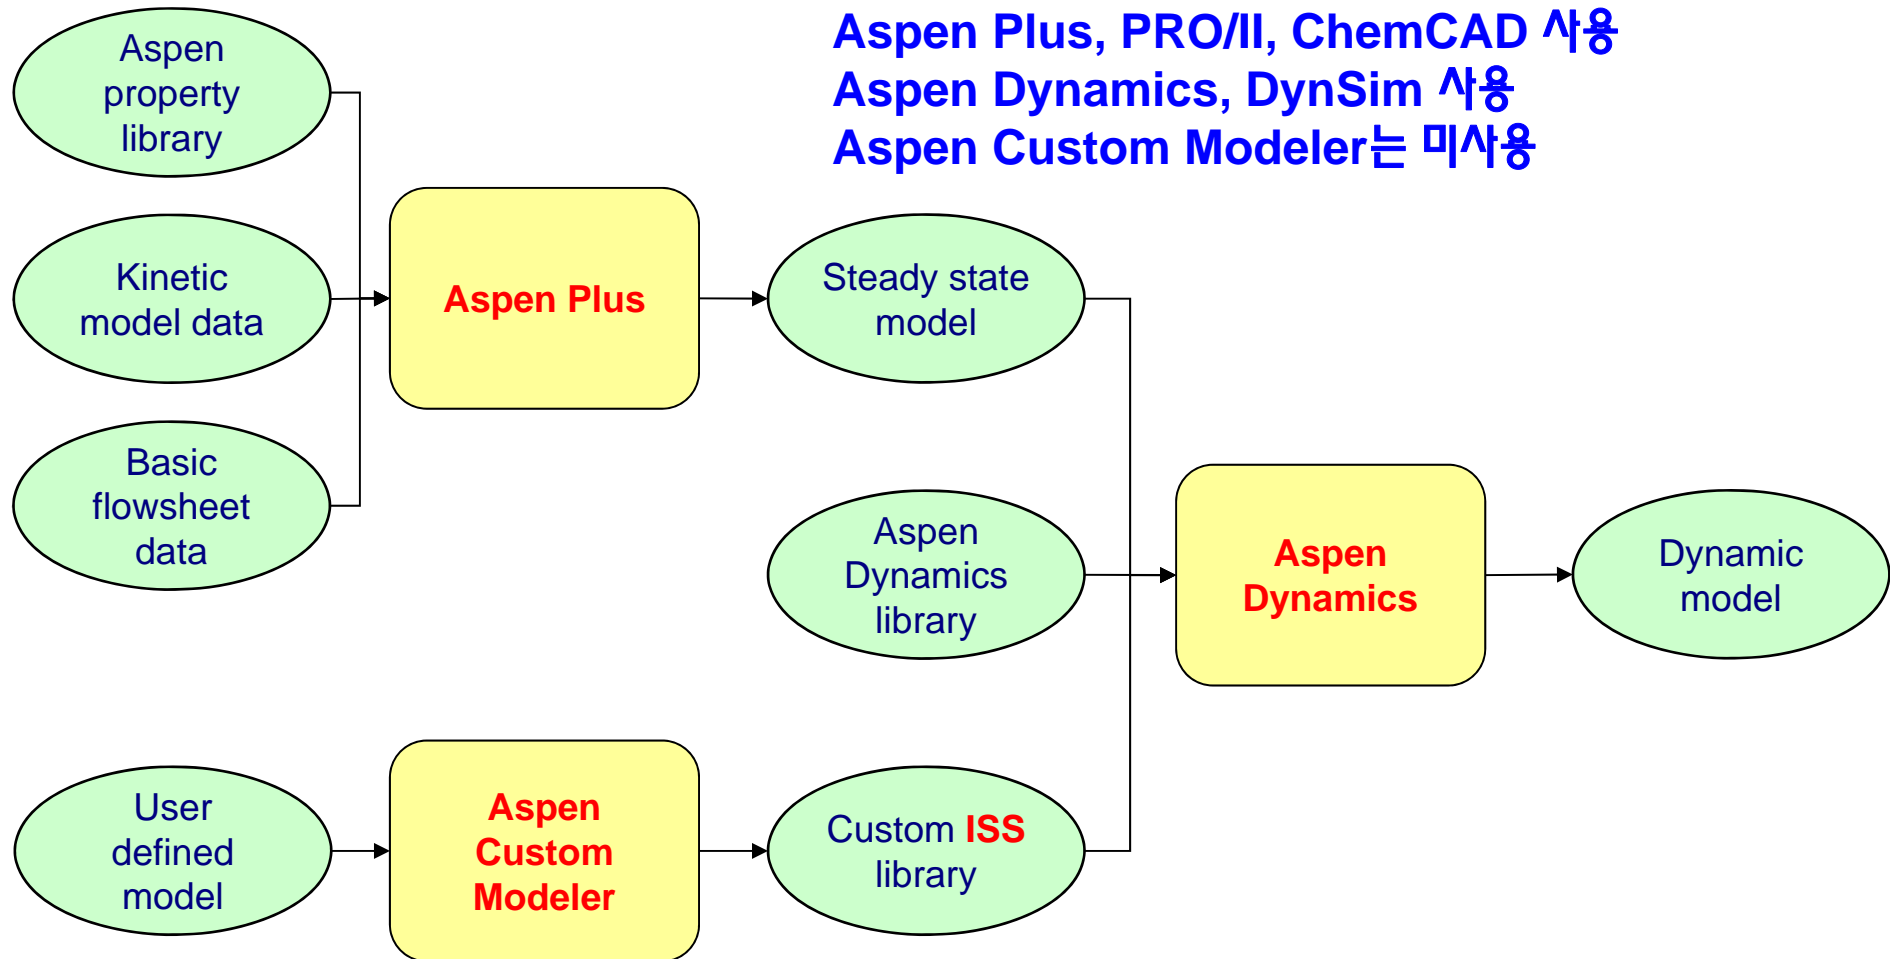 Aspen Plus, PRO/II, ChemCAD 사용
Aspen Dynamics, DynSim 사용
Aspen Custom Modeler는 미사용
Aspen
property
library
Kinetic
model data
Basic
flowsheet
data
Aspen Plus
Steady state
model
Aspen
Dynamics
library
Aspen
Dynamics
Dynamic
model
User
defined
model
Aspen
Custom
Modeler
Custom ISS
library